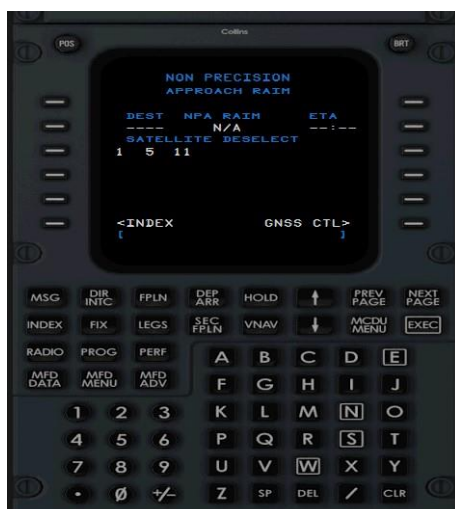 Collins
POS
BRT
NON PRECISION
APPROACH RAIM
DEST NPA RAIM ETA
---- N/A --:--
SATELLITE DESELECT
1 5 11
<INDEX GNSS CTL>
[ ]
MSG DIR INTC FPLN DEP ARR HOLD ↑ PREV PAGE NEXT PAGE
INDEX FIX LEGS SEC FPLN VNAV ↓ MCDU MENU EXEC
RADIO PROG PERF A B C D E
MFD DATA MFD MENU MFD ADV F G H I J
1 2 3 K L M N O
4 5 6 P Q R S T
7 8 9 U V W X Y
. Ø +/- Z SP DEL / CLR